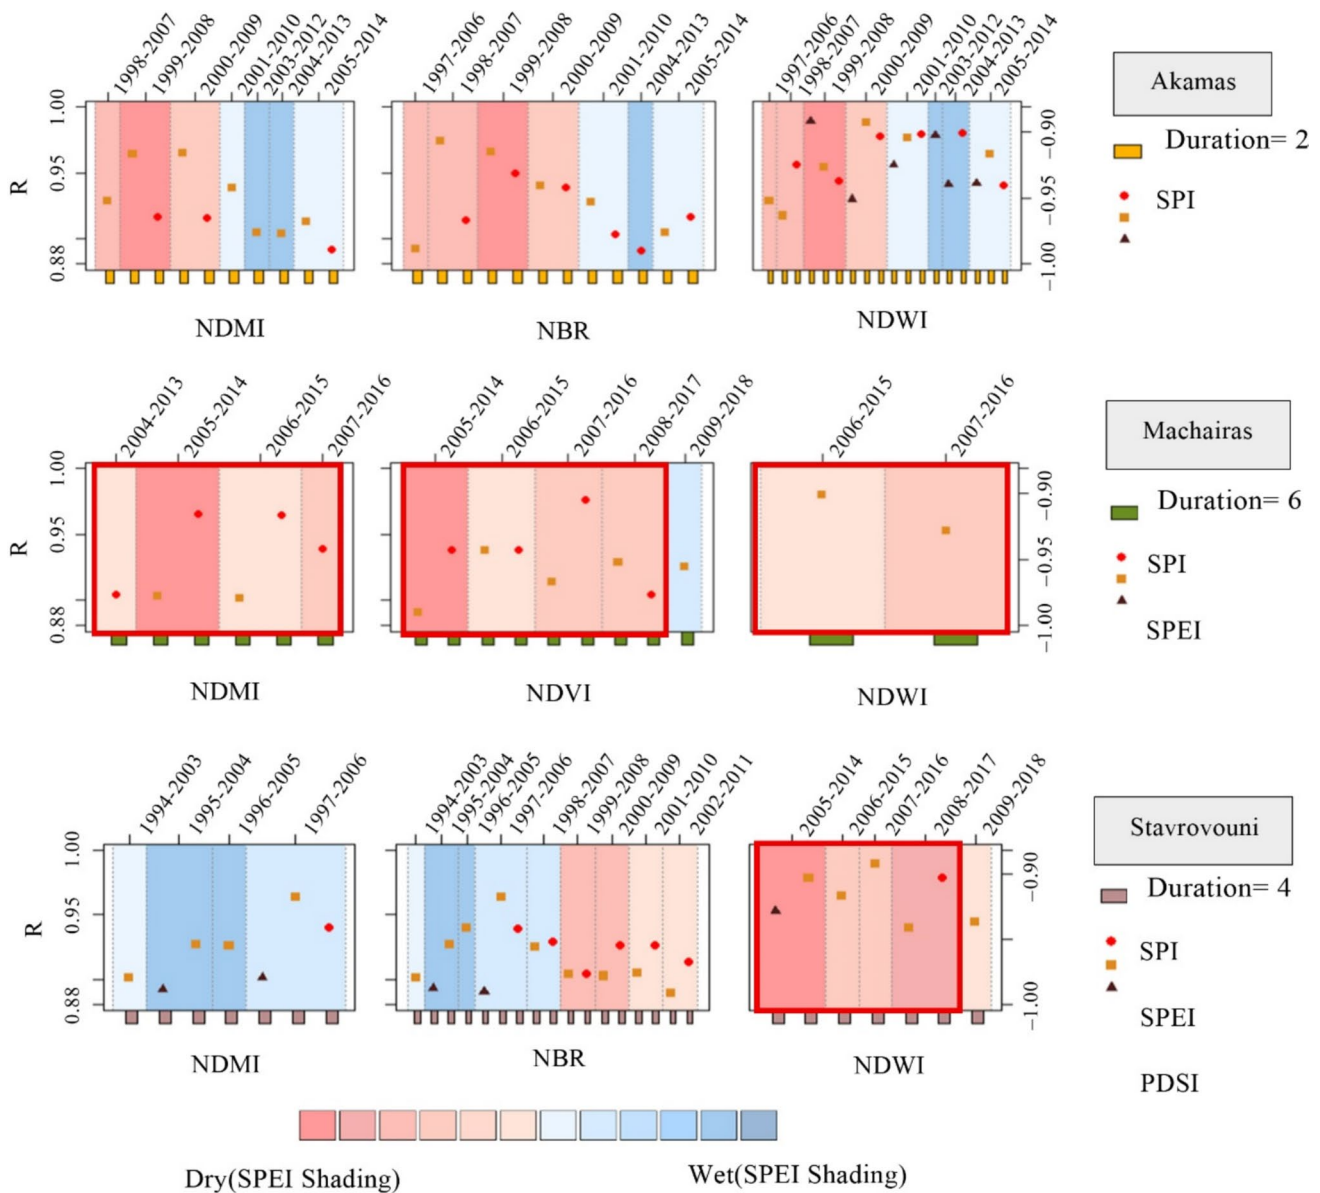 1998-2007
1999-2008
2000-2009
2001-2010
2003-2012
2004-2013
2005-2014
1997-2006
1998-2007
1999-2008
2000-2009
2001-2010
2004-2013
2005-2014
1997-2006
1998-2007
1999-2008
2000-2009
2001-2010
2003-2012
2004-2013
2005-2014
R
1.00
0.95
0.88
-0.90
-0.95
-1.00
NDMI
NBR
NDWI
Akamas
Duration= 2
SPI
2004-2013
2005-2014
2006-2015
2007-2016
2005-2014
2006-2015
2007-2016
2008-2017
2009-2018
2006-2015
2007-2016
R
1.00
0.95
0.88
-0.90
-0.95
-1.00
NDMI
NDVI
NDWI
Machairas
Duration= 6
SPI
SPEI
1994-2003
1995-2004
1996-2005
1997-2006
1994-2003
1995-2004
1996-2005
1997-2006
1998-2007
1999-2008
2000-2009
2001-2010
2002-2011
2005-2014
2006-2015
2007-2016
2008-2017
2009-2018
R
1.00
0.95
0.88
-0.90
-1.00
NDMI
NBR
NDWI
Stavrovouni
Duration= 4
SPI
SPEI
PDSI
Dry(SPEI Shading)
Wet(SPEI Shading)